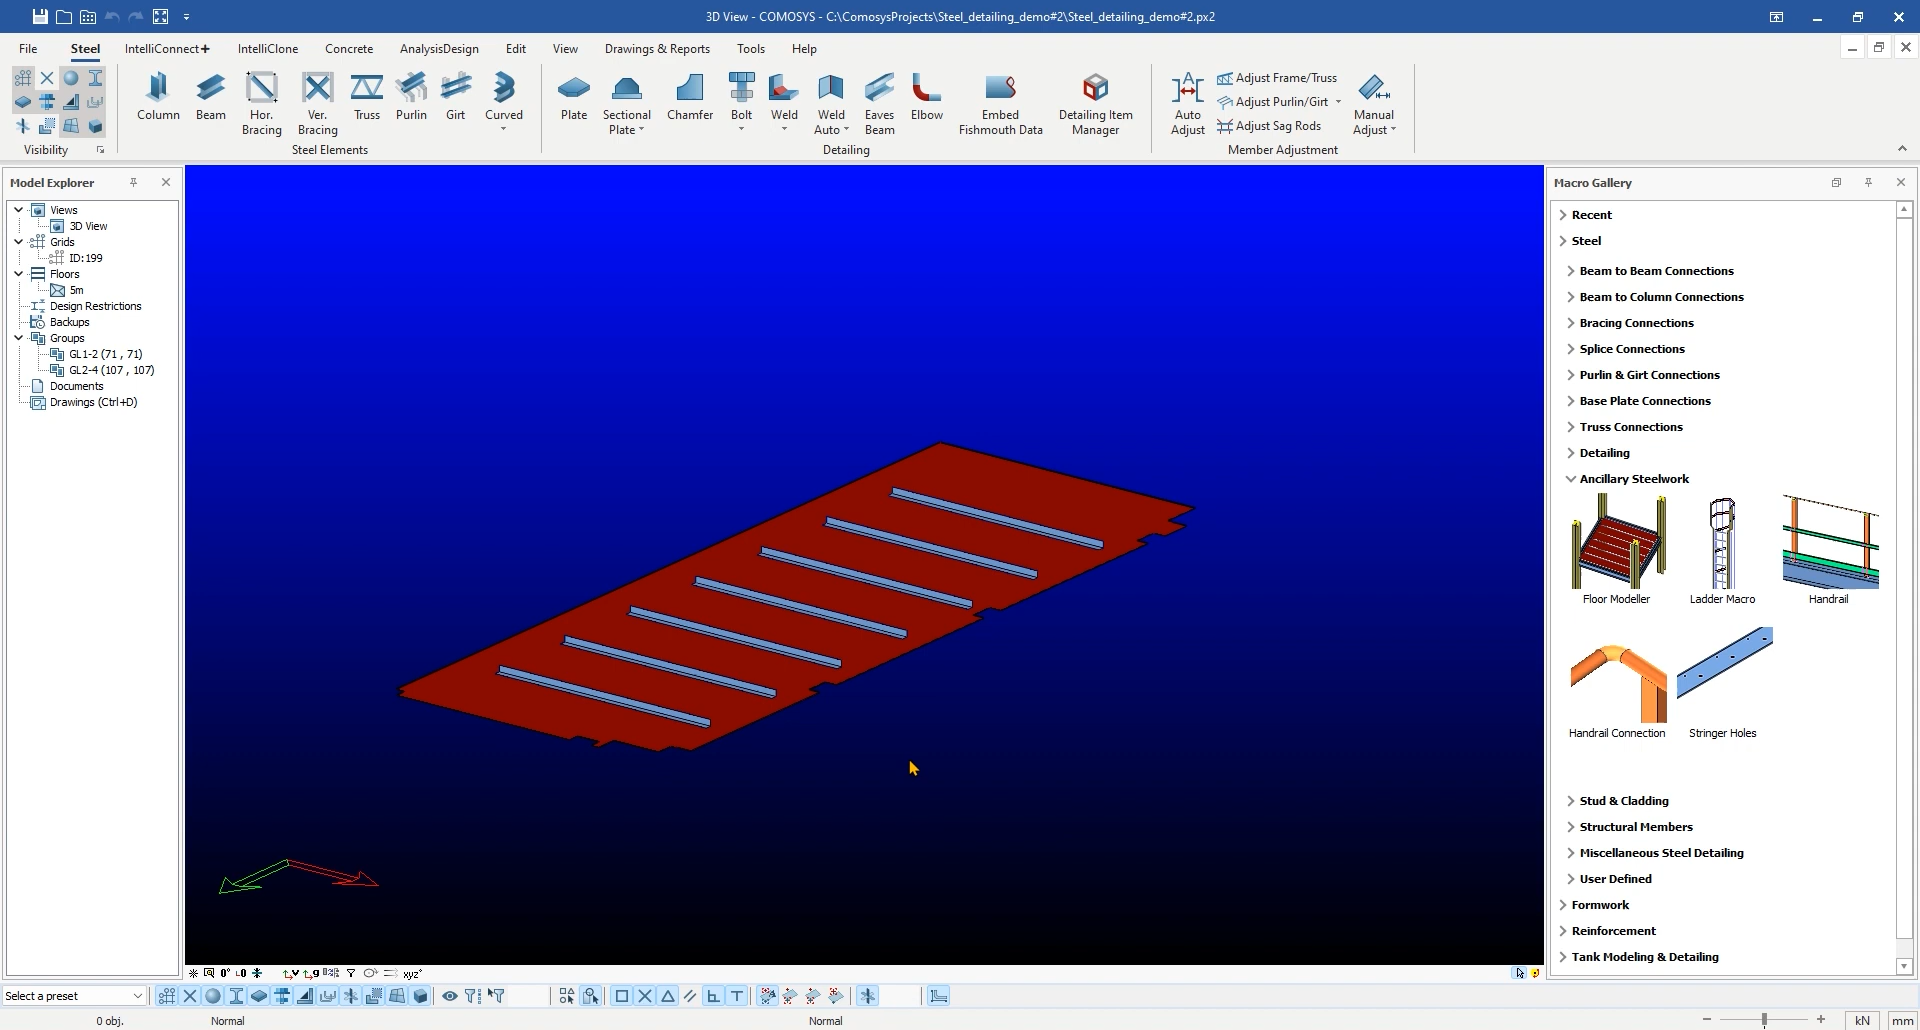 3D View - COMOSYS - C:\ComosysProjects\Steel_detailing_demo#2\Steel_detailing_demo#2.px2
File Steel IntelliConnect+ IntelliClone Concrete AnalysisDesign Edit View Drawings & Reports Tools Help
Column Beam Hor. Bracing Ver. Bracing Truss Purlin Girt Curved
Plate Sectional Plate Chamfer Bolt Weld Weld Auto Eaves Beam Elbow Embed Fishmouth Data Detailing Item Manager
Auto Adjust
Adjust Frame/Truss
Adjust Purlin/Girt
Adjust Sag Rods
Manual Adjust
Visibility Steel Elements Detailing Member Adjustment
Model Explorer
Views
3D View
Grids
ID:199
Floors
5m
Design Restrictions
Backups
Groups
GL1-2 (71 , 71)
GL2-4 (107 , 107)
Documents
Drawings (Ctrl+D)
Macro Gallery
Recent
Steel
Beam to Beam Connections
Beam to Column Connections
Bracing Connections
Splice Connections
Purlin & Girt Connections
Base Plate Connections
Truss Connections
Detailing
Ancillary Steelwork
Floor Modeller Ladder Macro Handrail
Handrail Connection Stringer Holes
Stud & Cladding
Structural Members
Miscellaneous Steel Detailing
User Defined
Formwork
Reinforcement
Tank Modeling & Detailing
xyz
Select a preset
0 obj. Normal Normal kN mm